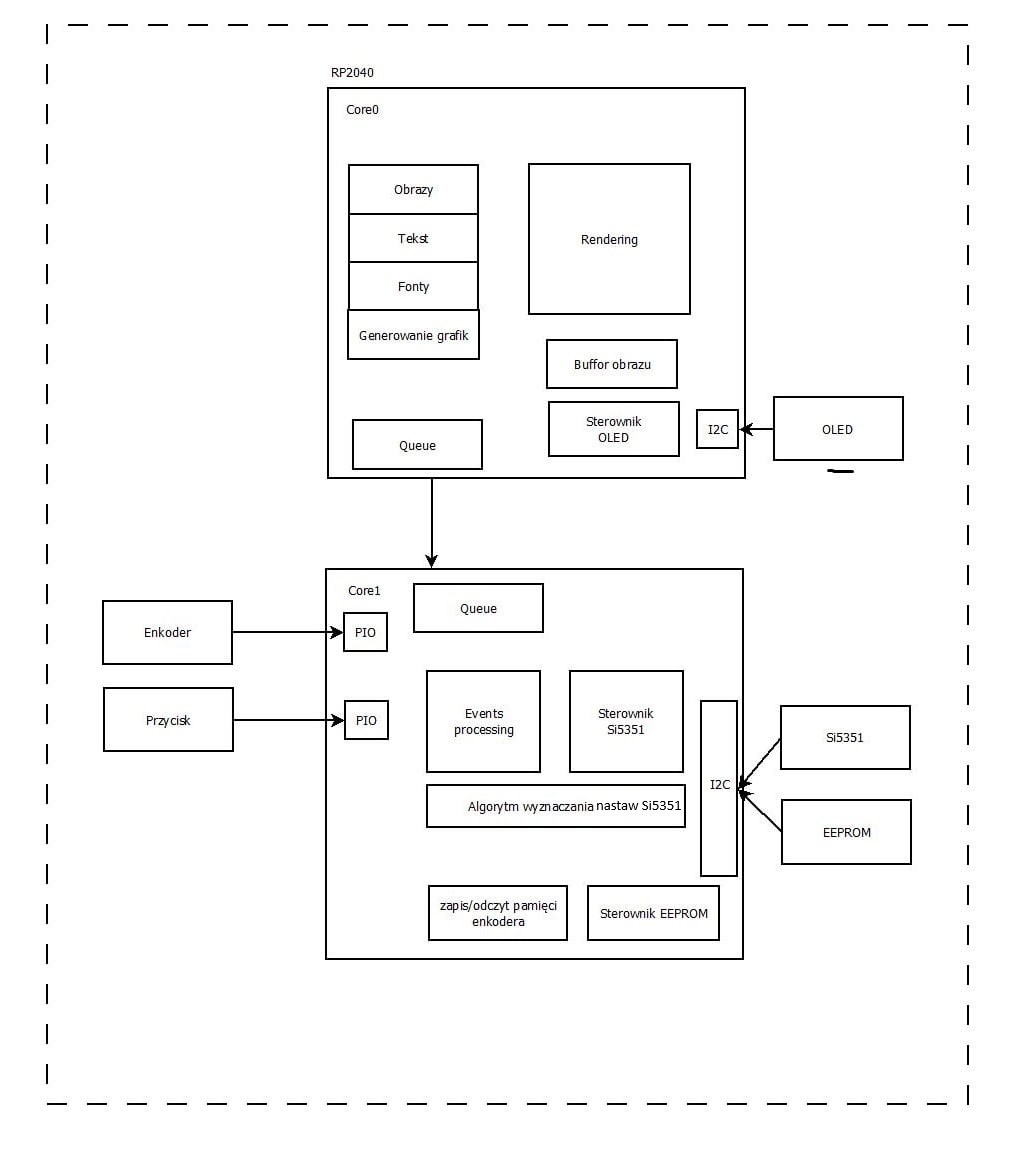 RP2040
Core0
Obrazy
Tekst
Fonty
Generowanie grafik
Rendering
Buffor obrazu
Sterownik
OLED
I2C
OLED
Queue
Core1
Queue
Enkoder
PIO
Przycisk
PIO
Events
processing
Sterownik
Si5351
I2C
Si5351
EEPROM
Algorytm wyznaczania nastaw Si5351
zapis/odczyt pamięci
enkodera
Sterownik EEPROM